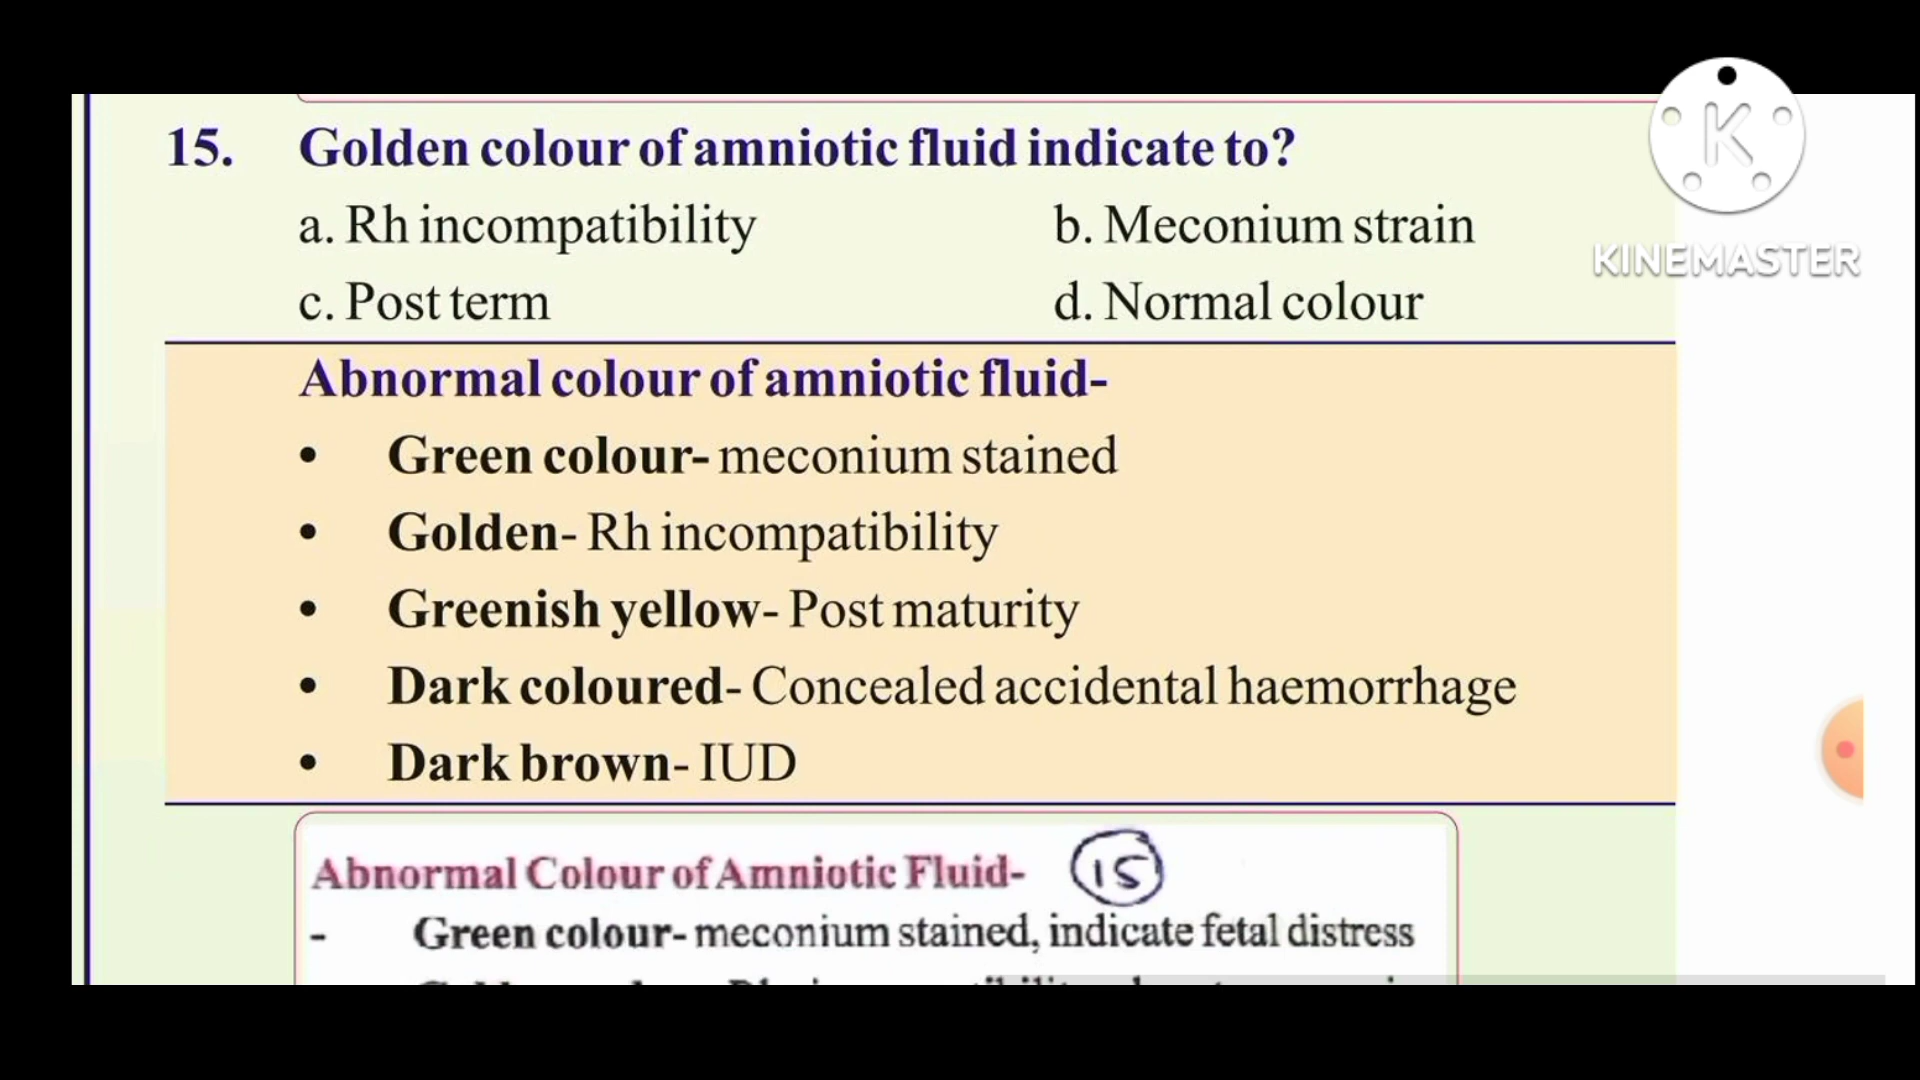 KINEMASTER
15. Golden colour of amniotic fluid indicate to?
a. Rh incompatibility b. Meconium strain
c. Post term d. Normal colour
Abnormal colour of amniotic fluid-
• Green colour- meconium stained
• Golden- Rh incompatibility
• Greenish yellow- Post maturity
• Dark coloured- Concealed accidental haemorrhage
• Dark brown- IUD
Abnormal Colour of Amniotic Fluid- 15
- Green colour- meconium stained, indicate fetal distress